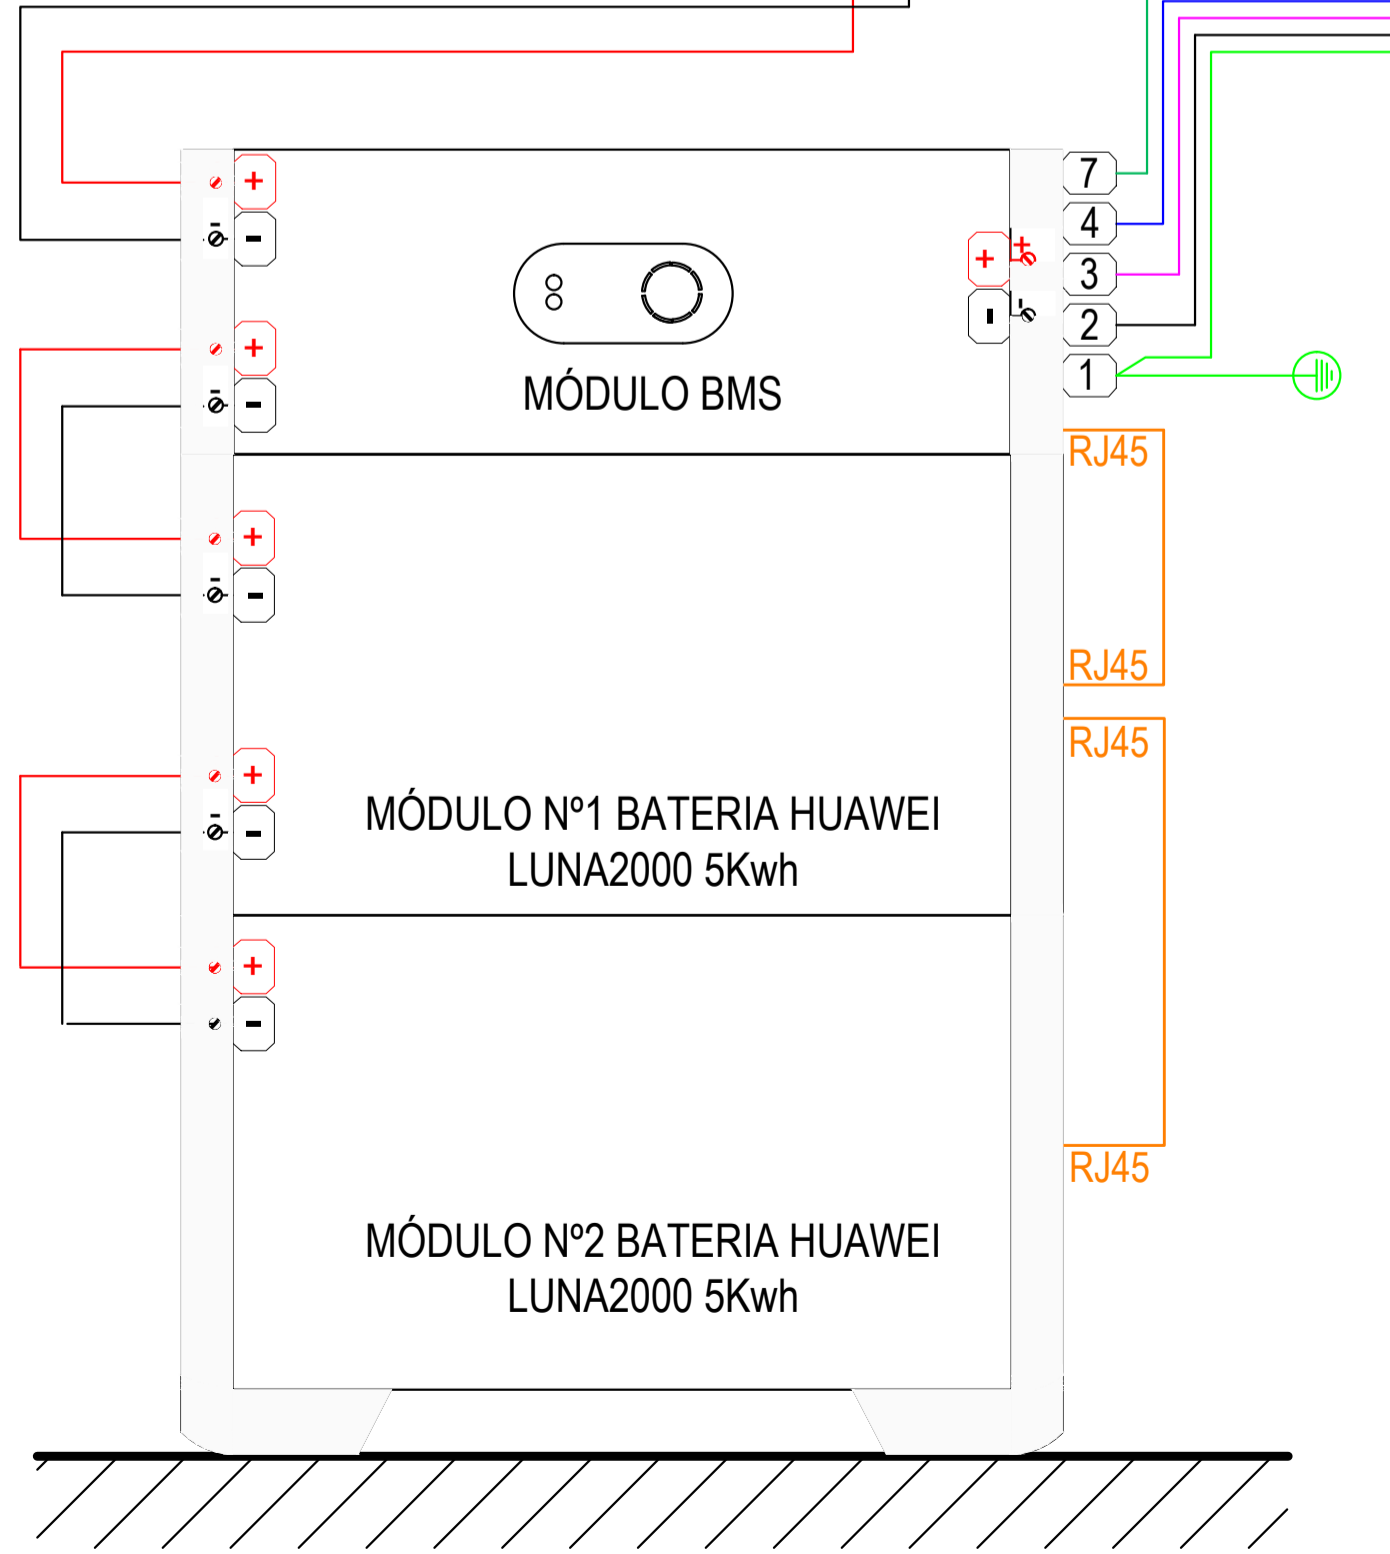 +
-
-
7
4
+
+
-
3
-
2
+
-
-
1
MÓDULO BMS
RJ45
+
-
-
RJ45
RJ45
+
-
-
MÓDULO Nº1 BATERIA HUAWEI
LUNA2000 5Kwh
+
-
RJ45
MÓDULO Nº2 BATERIA HUAWEI
LUNA2000 5Kwh